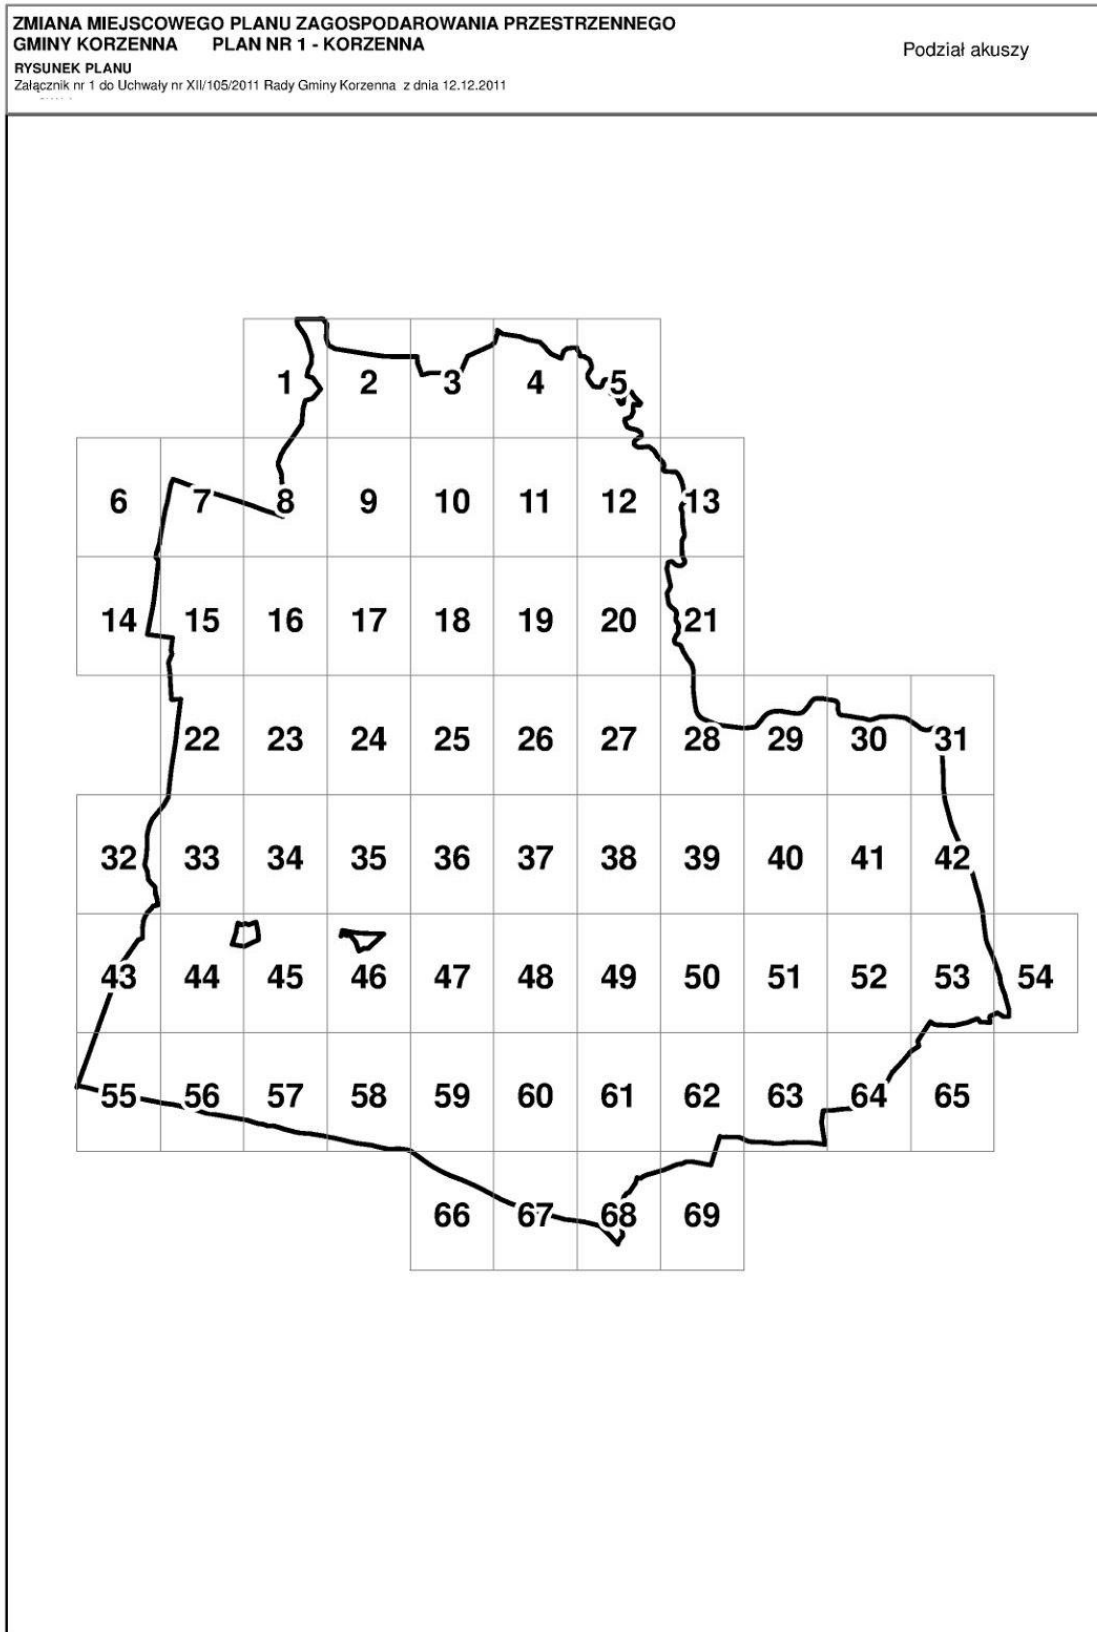 ZMIANA MIEJSCOWEGO PLANU ZAGOSPODAROWANIA PRZESTRZENNEGO
GMINY KORZENNA PLAN NR 1 - KORZENNA
Podział akuszy
RYSUNEK PLANU
Załącznik nr 1 do Uchwały nr XII/105/2011 Rady Gminy Korzenna z dnia 12.12.2011
1 2 3 4 5
6 7 8 9 10 11 12 13
14 15 16 17 18 19 20 21
22 23 24 25 26 27 28 29 30 31
32 33 34 35 36 37 38 39 40 41 42
43 44 45 46 47 48 49 50 51 52 53 54
55 56 57 58 59 60 61 62 63 64 65
66 67 68 69